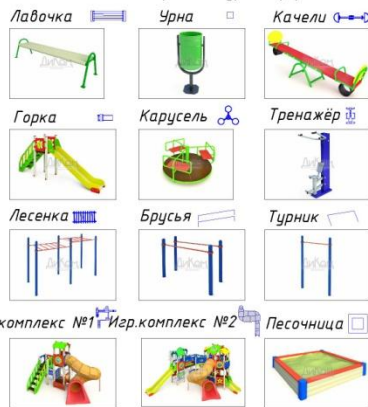 Лавочка Урна Качели
Горка Карусель Тренажёр
Лесенка Брусья Турник
комплекс №1 Игр.комплекс №2 Песочница